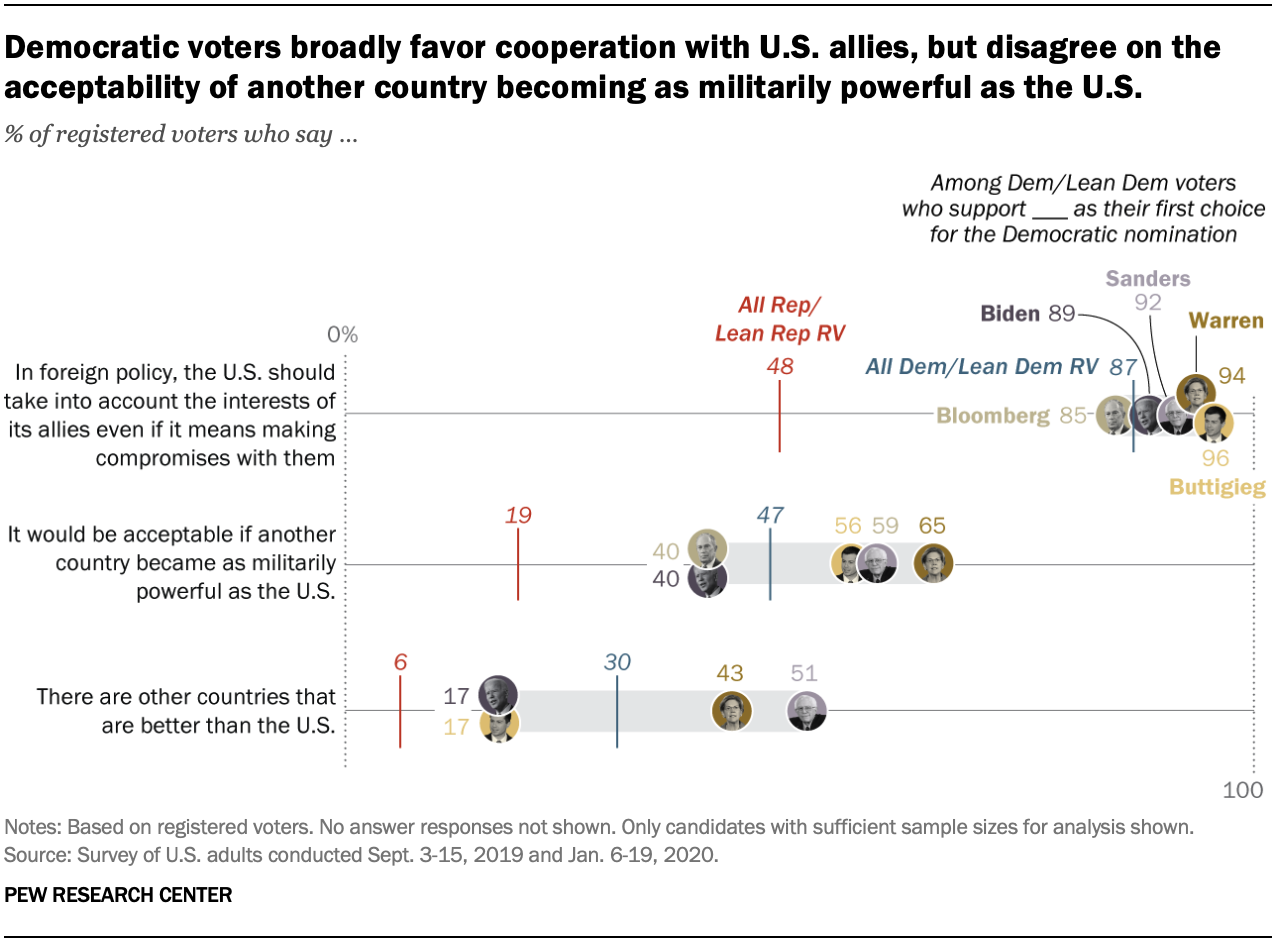 Democratic voters broadly favor cooperation with U.S. allies, but disagree on the
acceptability of another country becoming as militarily powerful as the U.S.
% of registered voters who say ...
Among Dem/Lean Dem voters
who support ___ as their first choice
for the Democratic nomination
Sanders
92
All Rep/
Lean Rep RV
48
Biden 89
Warren
94
0%
All Dem/Lean Dem RV 87
In foreign policy, the U.S. should
take into account the interests of
its allies even if it means making
compromises with them
Bloomberg 85
96
Buttigieg
It would be acceptable if another
country became as militarily
powerful as the U.S.
19
40
40
47
56
59
65
There are other countries that
are better than the U.S.
6
17
17
30
43
51
100
Notes: Based on registered voters. No answer responses not shown. Only candidates with sufficient sample sizes for analysis shown.
Source: Survey of U.S. adults conducted Sept. 3-15, 2019 and Jan. 6-19, 2020.
PEW RESEARCH CENTER